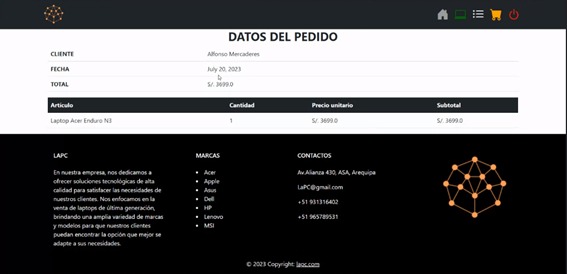 DATOS DEL PEDIDO
CLIENTE Alfonso Mercaderes
FECHA July 20, 2023
TOTAL S/. 3699.0
Artículo Cantidad Precio unitario Subtotal
Laptop Acer Enduro N3 1 S/. 3699.0 S/. 3699.0
LAPC
En nuestra empresa, nos dedicamos a
ofrecer soluciones tecnológicas de alta
calidad para satisfacer las necesidades de
nuestros clientes. Nos enfocamos en la
venta de laptops de última generación,
brindando una amplia variedad de marcas
y modelos para que nuestros clientes
puedan encontrar la opción que mejor se
adapte a sus necesidades.
MARCAS
Acer
Apple
Asus
Dell
HP
Lenovo
MSI
CONTACTOS
Av.Alianza 430, ASA, Arequipa
LaPC@gmail.com
+51 931316402
+51 965789531
© 2023 Copyright: lapc.com